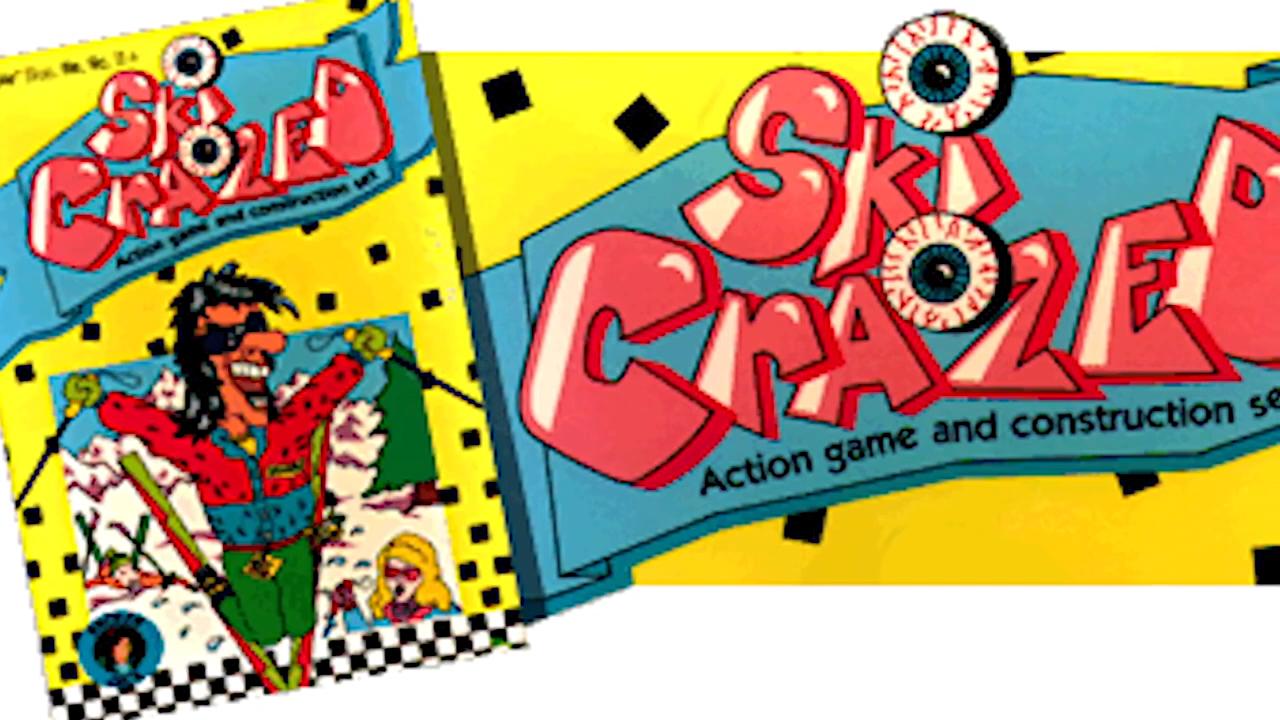 Ski
CrAZED
Action game and construction set
Ski
CrAZED
Action game and construction se